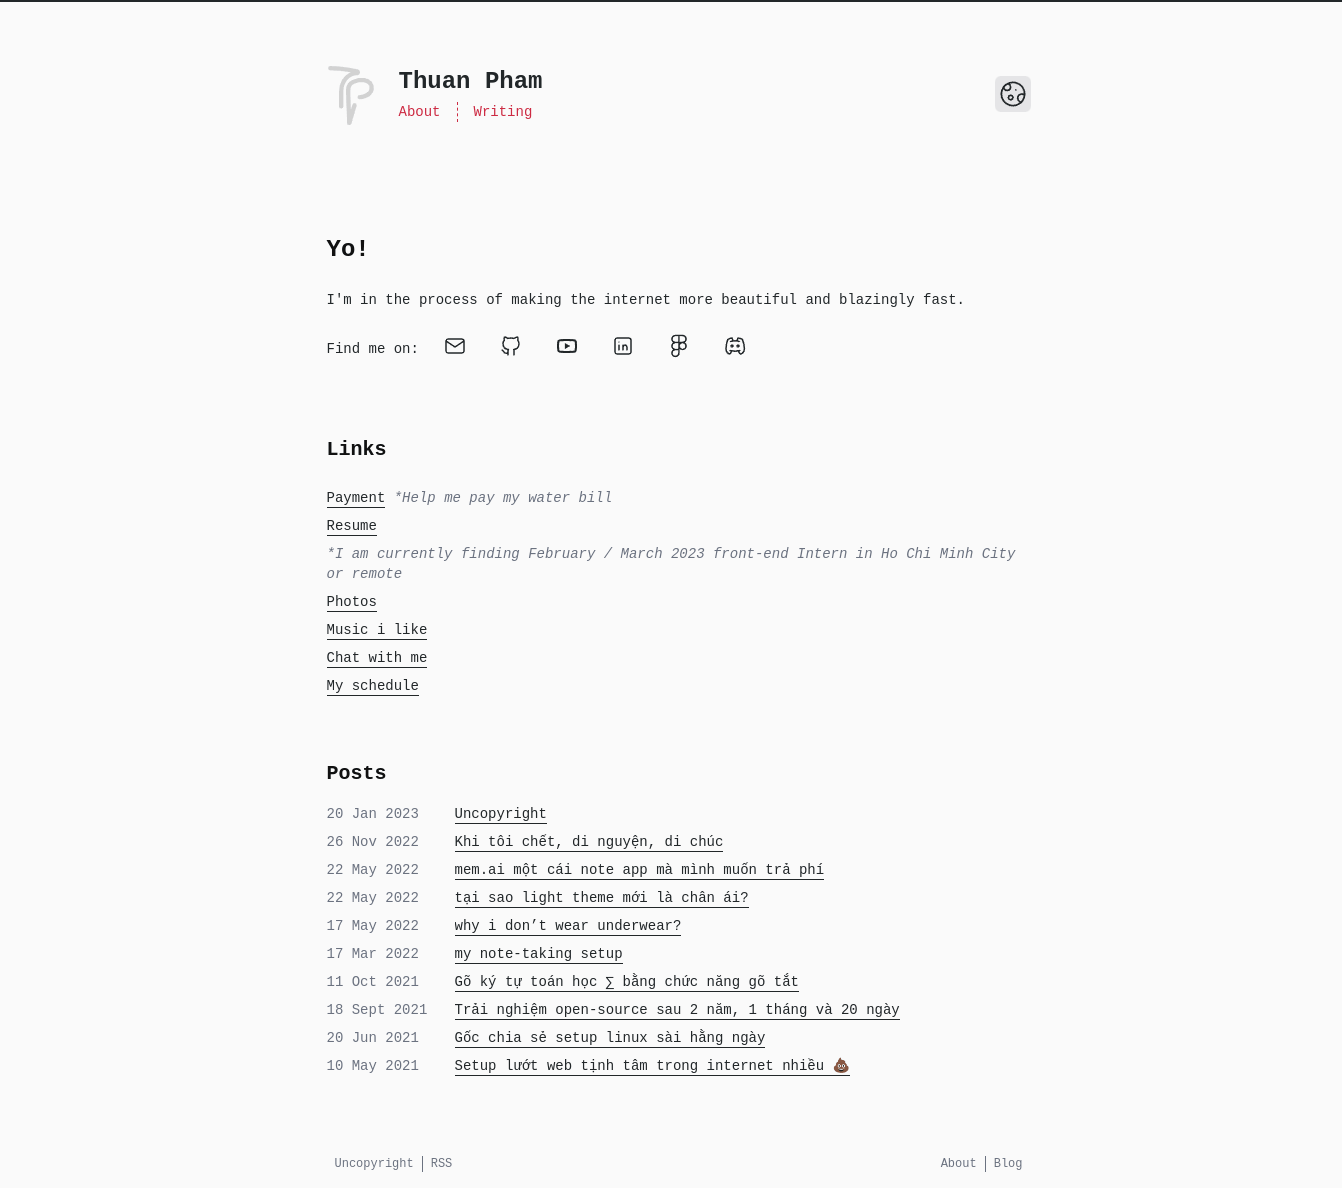 Thuan Pham
About
Writing
Yo!
I'm in the process of making the internet more beautiful and blazingly fast.
Find me on:
Links
Payment *Help me pay my water bill
Resume
*I am currently finding February / March 2023 front-end Intern in Ho Chi Minh City
or remote
Photos
Music i like
Chat with me
My schedule
Posts
20 Jan 2023 Uncopyright
26 Nov 2022 Khi tôi chết, di nguyện, di chúc
22 May 2022 mem.ai một cái note app mà mình muốn trả phí
22 May 2022 tại sao light theme mới là chân ái?
17 May 2022 why i don’t wear underwear?
17 Mar 2022 my note-taking setup
11 Oct 2021 Gõ ký tự toán học ∑ bằng chức năng gõ tắt
18 Sept 2021 Trải nghiệm open-source sau 2 năm, 1 tháng và 20 ngày
20 Jun 2021 Gốc chia sẻ setup linux sài hằng ngày
10 May 2021 Setup lướt web tịnh tâm trong internet nhiều 💩
Uncopyright RSS About Blog